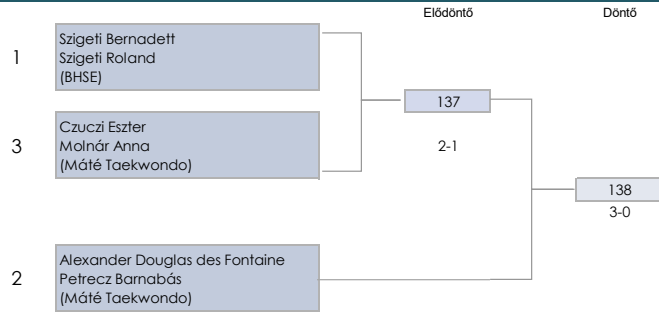 Elődöntő
Döntő
1
Szigeti Bernadett
Szigeti Roland
(BHSE)
137
3
Czuczi Eszter
Molnár Anna
(Máté Taekwondo)
2-1
138
3-0
2
Alexander Douglas des Fontaine
Petrecz Barnabás
(Máté Taekwondo)